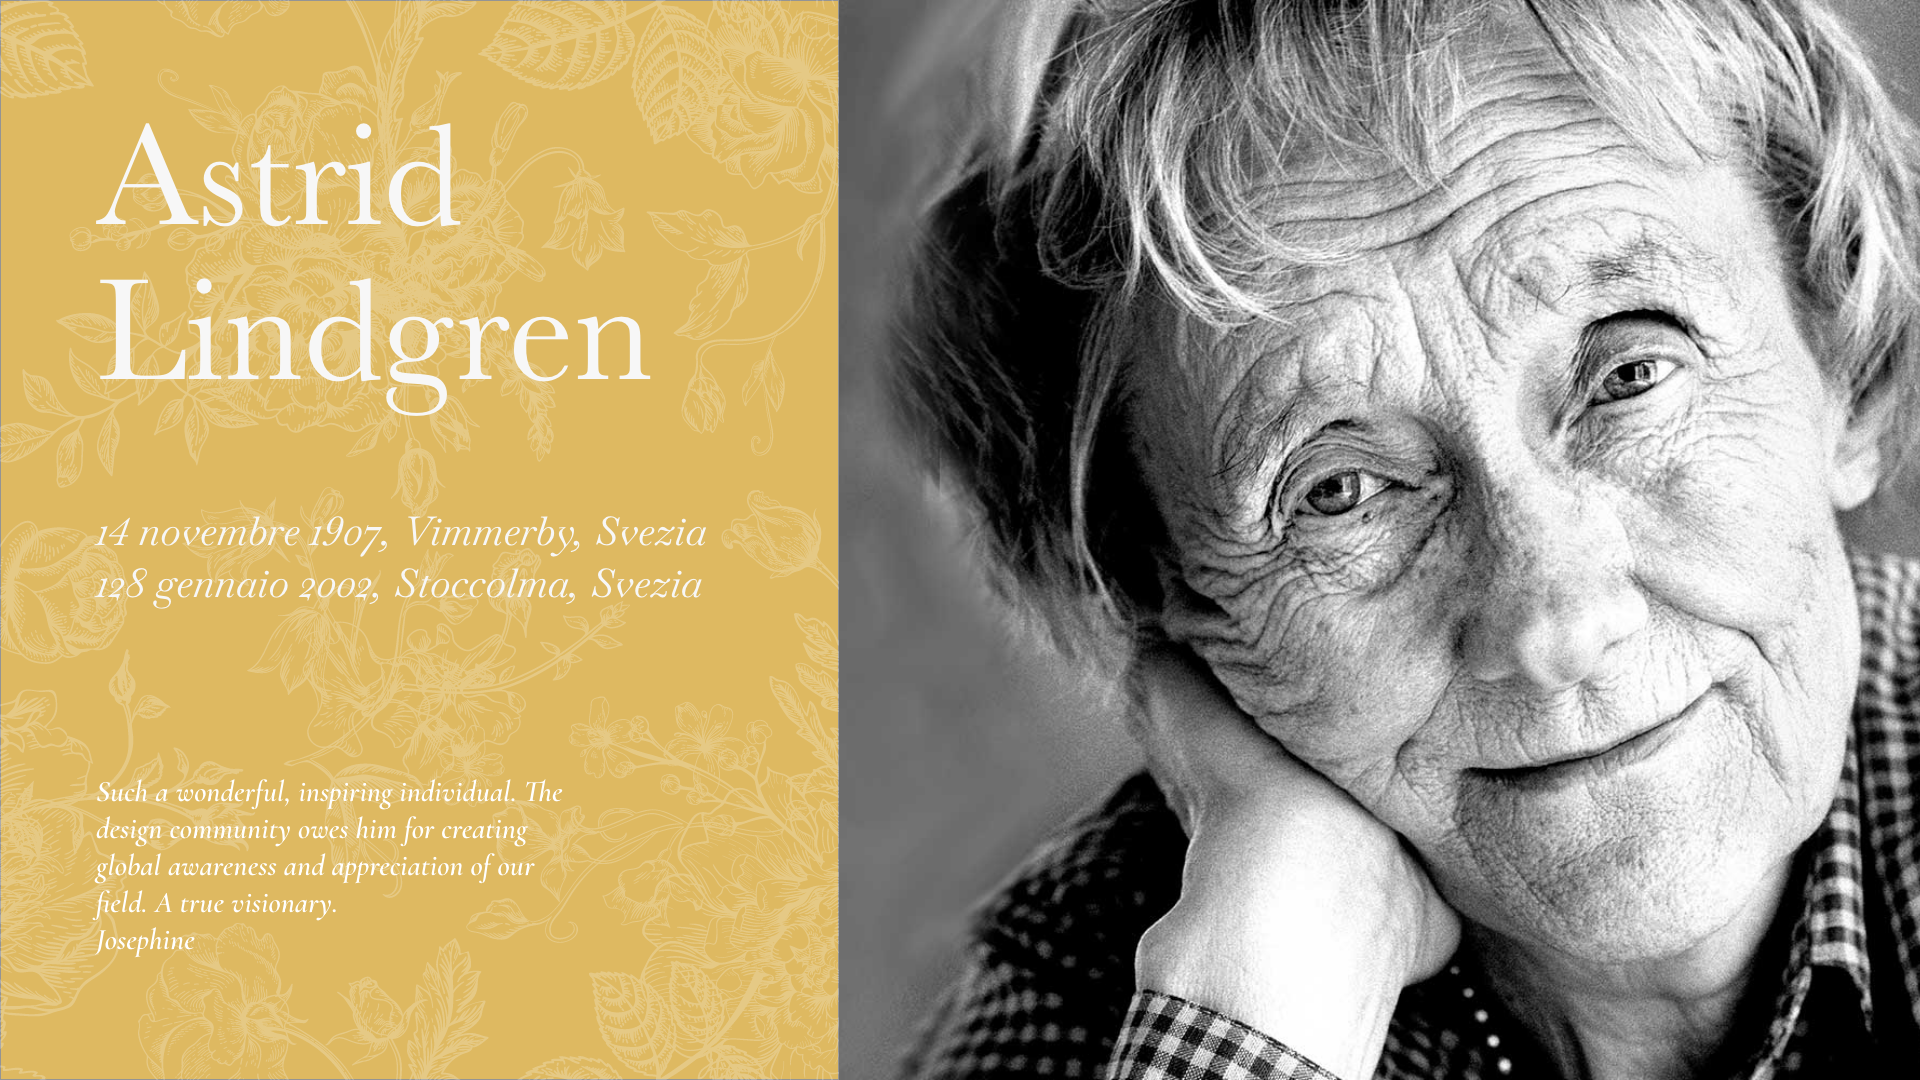 Astrid
Lindgren
14 novembre 1907, Vimmerby, Svezia
128 gennaio 2002, Stoccolma, Svezia
Such a wonderful, inspiring individual. The
design community owes him for creating
global awareness and appreciation of our
field. A true visionary.
Josephine